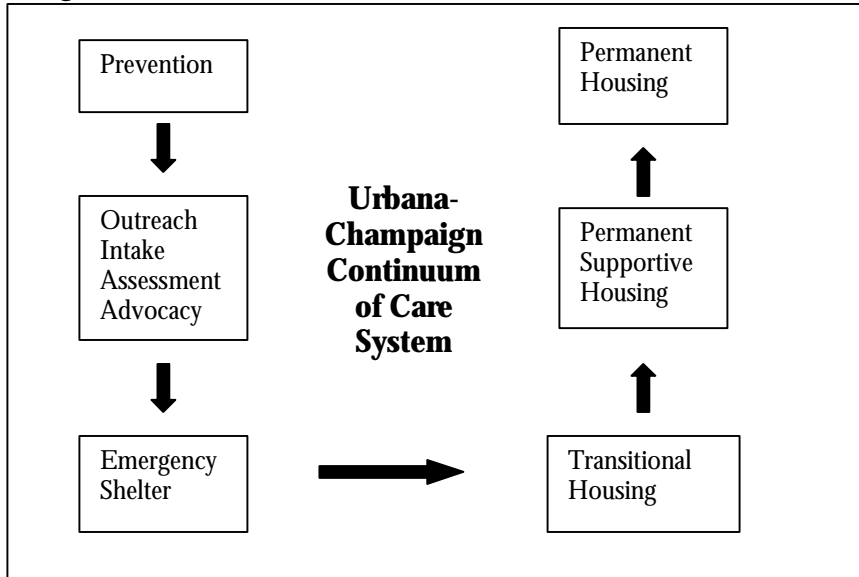 Prevention
Outreach
Intake
Assessment
Advocacy
Emergency
Shelter
Urbana-
Champaign
Continuum
of Care
System
Permanent
Housing
Permanent
Supportive
Housing
Transitional
Housing